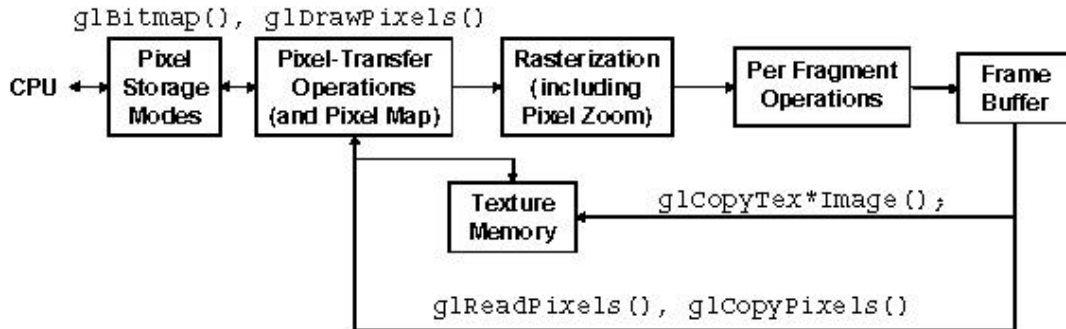 glBitmap(), glDrawPixels()
CPU
Pixel
Storage
Modes
Pixel-Transfer
Operations
(and Pixel Map)
Rasterization
(including
Pixel Zoom)
Per Fragment
Operations
Frame
Buffer
Texture
Memory
glCopyTex*Image();
glReadPixels(), glCopyPixels()